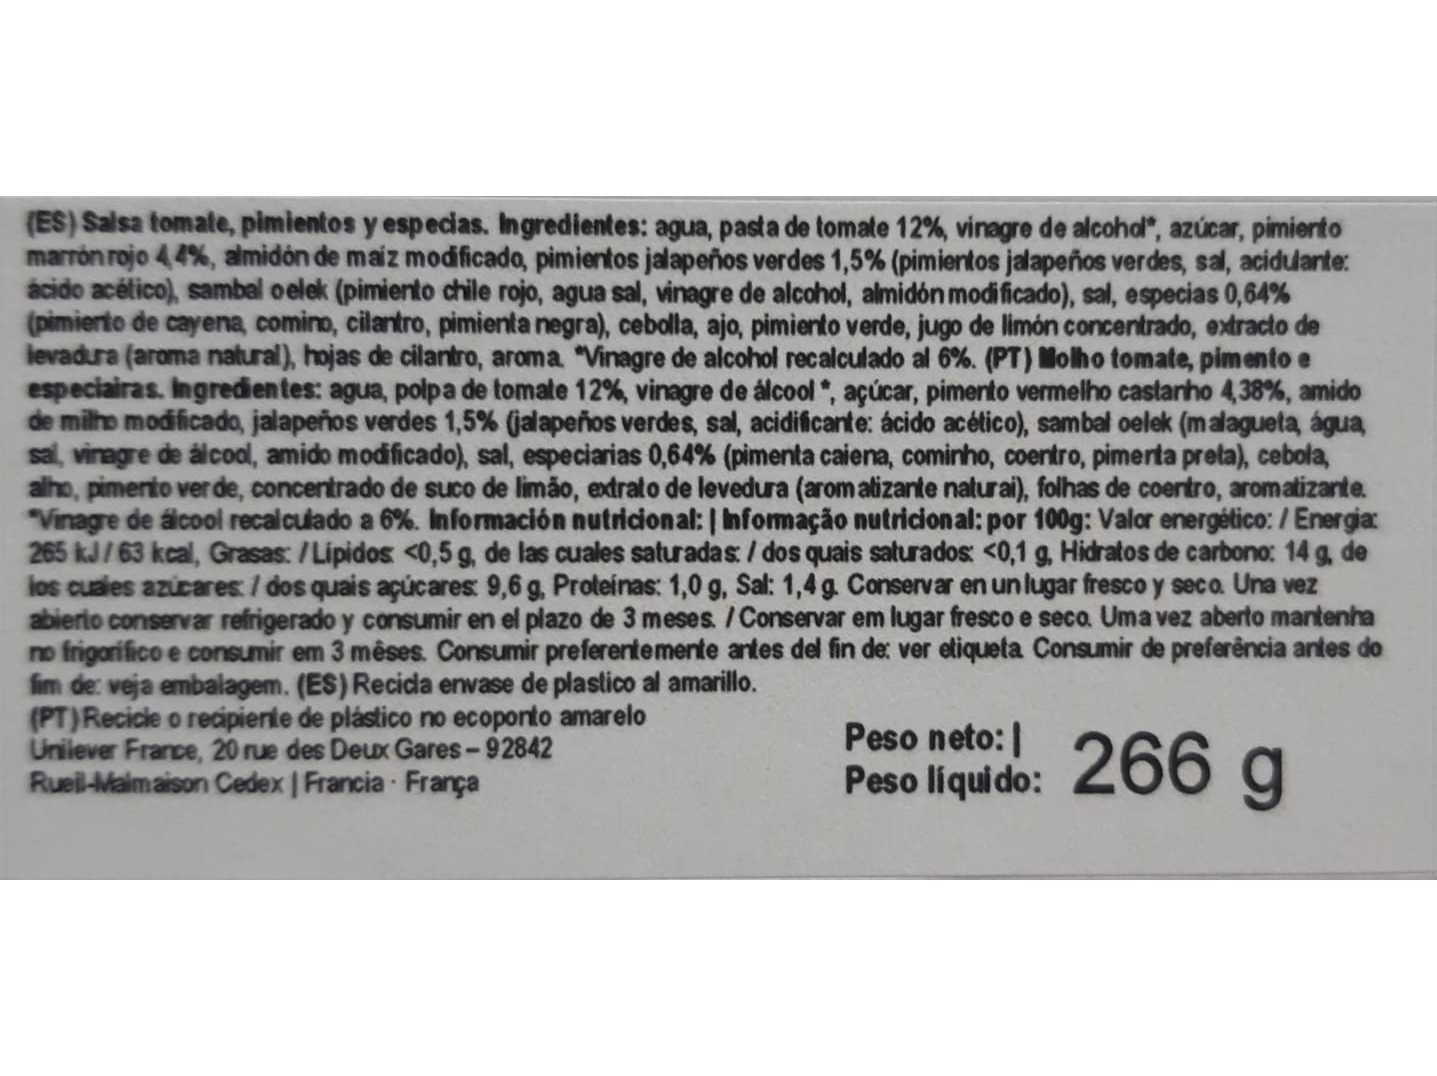 (ES) Salsa tomate, pimientos y especias. Ingredientes: agua, pasta de tomate 12%, vinagre de alcohol*, azúcar, pimiento
marrón rojo 4,4%, almidón de maíz modificado, pimientos jalapeños verdes 1,5% (pimientos jalapeños verdes, sal, acidulante:
ácido acético), sambal oelek (pimiento chile rojo, agua sal, vinagre de alcohol, almidón modificado), sal, especias 0,64%
(pimiento de cayena, comino, cilantro, pimienta negra), cebolla, ajo, pimiento verde, jugo de limón concentrado, extracto de
levadura (aroma natural), hojas de cilantro, aroma. *Vinagre de alcohol recalculado al 6%. (PT) Molho tomate, pimento e
especiairas. Ingredientes: agua, polpa de tomate 12%, vinagre de álcool *, açúcar, pimento vermelho castanho 4,38%, amido
de milho modificado, jalapeños verdes 1,5% (jalapeños verdes, sal, acidificante: ácido acético), sambal oelek (malagueta, água,
sal, vinagre de álcool, amido modificado), sal, especiarias 0,64% (pimenta caiena, cominho, coentro, pimenta preta), cebola,
alho, pimento verde, concentrado de suco de limão, extrato de levedura (aromatizante naturai), folhas de coentro, aromatizante.
*Vinagre de álcool recalculado a 6%. Información nutricional: | Informação nutricional: por 100g: Valor energético: / Energia:
265 kJ / 63 kcal, Grasas: / Lípidos: <0,5 g, de las cuales saturadas: / dos quais saturados: <0,1 g, Hidratos de carbono: 14 g, de
los cuales azúcares: / dos quais açúcares: 9,6 g, Proteínas: 1,0 g, Sal: 1,4 g. Conservar en un lugar fresco y seco. Una vez
abierto conservar refrigerado y consumir en el plazo de 3 meses. / Conservar em lugar fresco e seco. Uma vez aberto mantenha
no frigorífico e consumir em 3 mêses. Consumir preferentemente antes del fin de: ver etiqueta. Consumir de preferência antes do
fim de: veja embalagem. (ES) Recicla envase de plastico al amarillo.
(PT) Recicle o recipiente de plástico no ecoponto amarelo
Unilever France, 20 rue des Deux Gares – 92842
Rueil-Malmaison Cedex | Francia · França
Peso neto: |
Peso líquido: 266 g